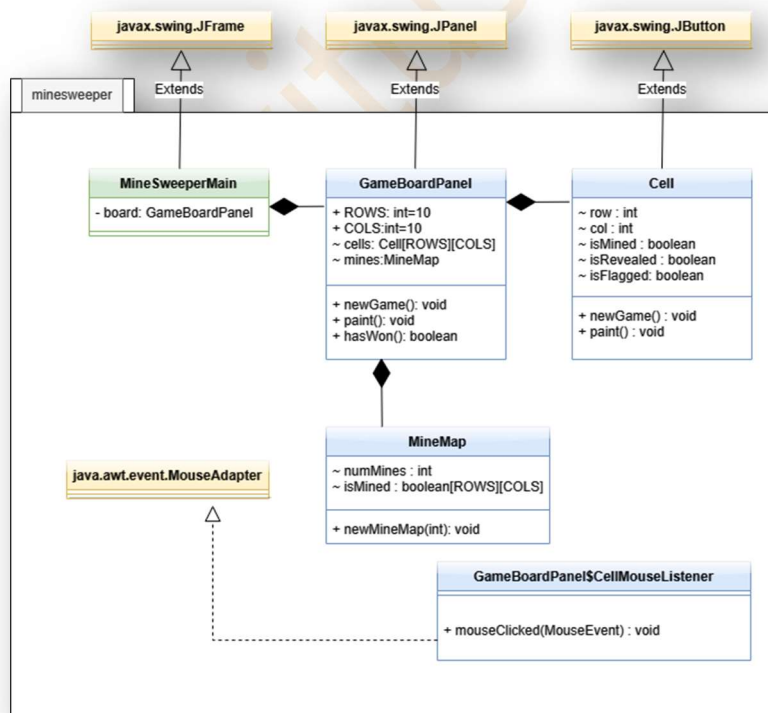 javax.swing.JFrame
javax.swing.JPanel
javax.swing.JButton
Extends
Extends
Extends
minesweeper
MineSweeperMain
- board: GameBoardPanel
GameBoardPanel
+ ROWS: int=10
+ COLS:int=10
~ cells: Cell[ROWS][COLS]
~ mines:MineMap
+ newGame(): void
+ paint(): void
+ hasWon(): boolean
Cell
~ row : int
~ col : int
~ isMined : boolean
~ isRevealed : boolean
~ isFlagged: boolean
+ newGame() : void
+ paint() : void
MineMap
~ numMines : int
~ isMined : boolean[ROWS][COLS]
+ newMineMap(int): void
java.awt.event.MouseAdapter
GameBoardPanel$CellMouseListener
+ mouseClicked(MouseEvent) : void